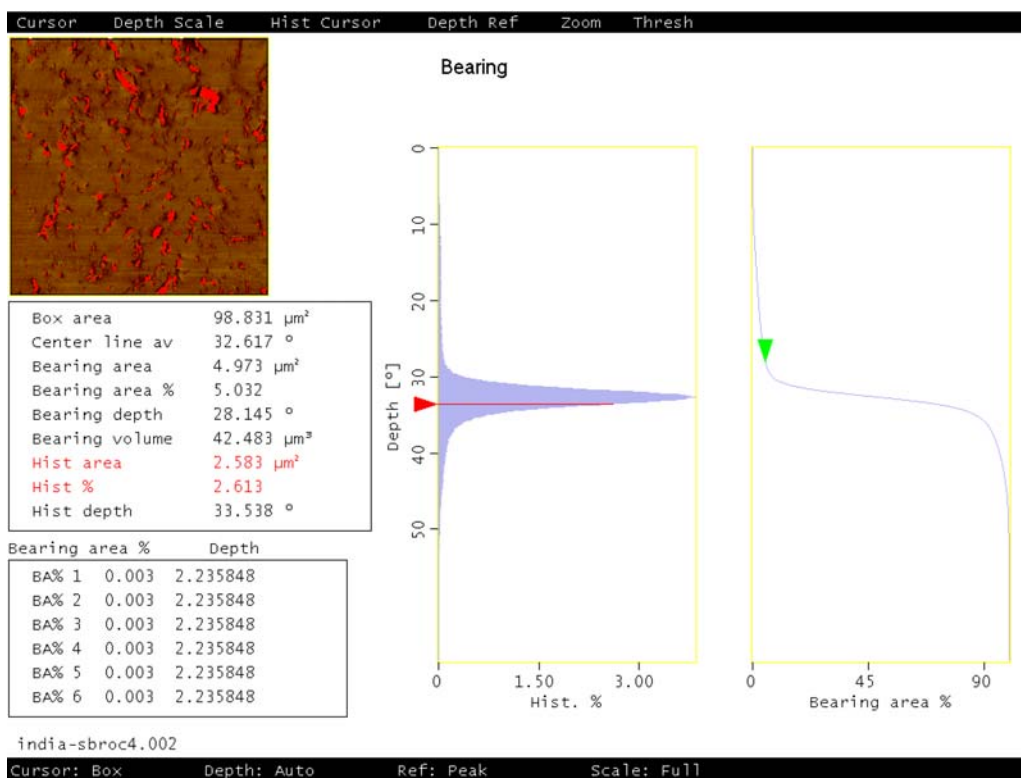 Cursor Depth Scale Hist Cursor Depth Ref Zoom Thresh
Bearing
Box area 98.831 µm²
Center line av 32.617 °
Bearing area 4.973 µm²
Bearing area % 5.032
Bearing depth 28.145 °
Bearing volume 42.483 µm³
Hist area 2.583 µm²
Hist % 2.613
Hist depth 33.538 °
Bearing area % Depth
BA% 1 0.003 2.235848
BA% 2 0.003 2.235848
BA% 3 0.003 2.235848
BA% 4 0.003 2.235848
BA% 5 0.003 2.235848
BA% 6 0.003 2.235848
Depth [°]
0
10
20
30
40
50
0 1.50 3.00
Hist. %
0 45 90
Bearing area %
india-sbroc4.002
Cursor: Box Depth: Auto Ref: Peak Scale: Full